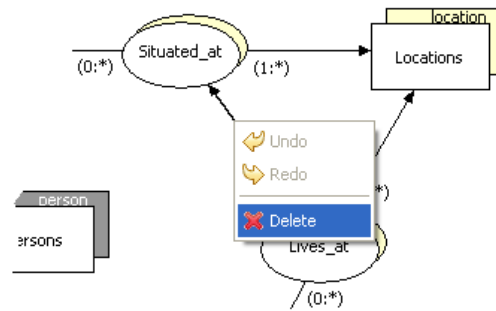 location
Situated_at
Locations
(0:*)
(1:*)
Undo
Redo
*)
person
ersons
Delete
Lives_at
(0:*)